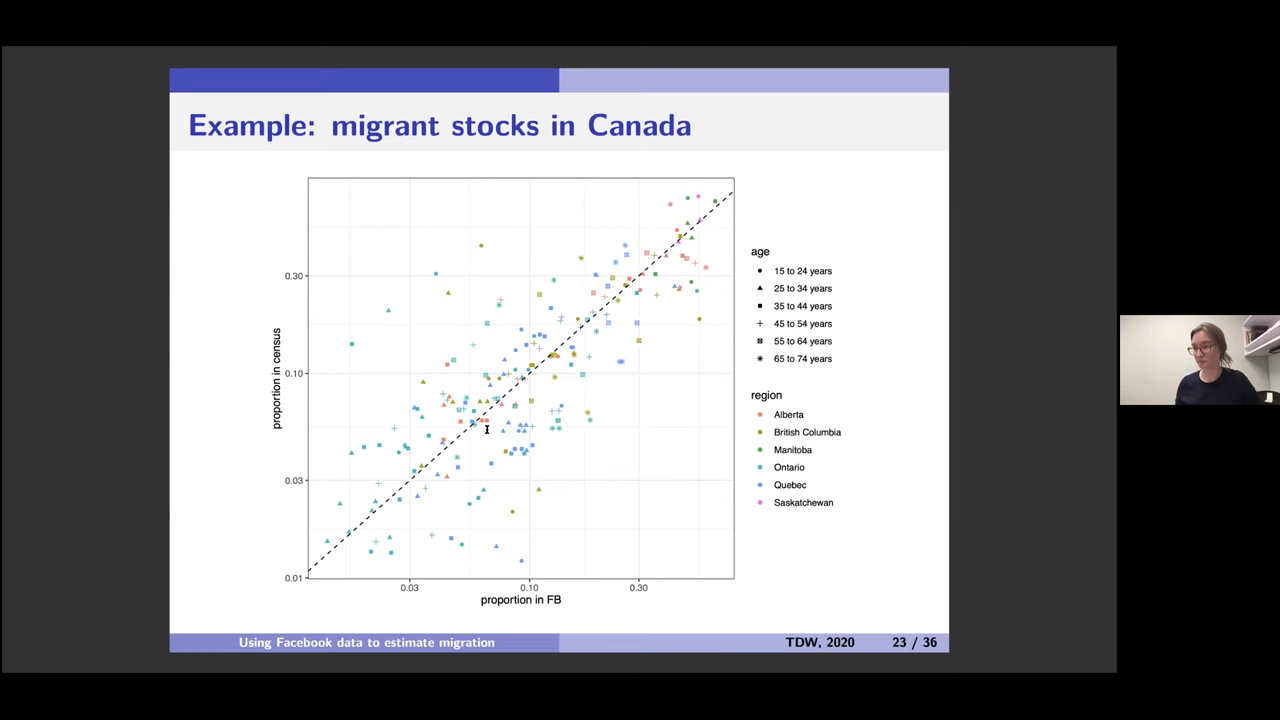 Example: migrant stocks in Canada
proportion in census
0.30
0.10
0.03
0.01
0.03
0.10
0.30
proportion in FB
age
15 to 24 years
25 to 34 years
35 to 44 years
45 to 54 years
55 to 64 years
65 to 74 years
region
Alberta
British Columbia
Manitoba
Ontario
Quebec
Saskatchewan
Using Facebook data to estimate migration
TDW, 2020
23 / 36